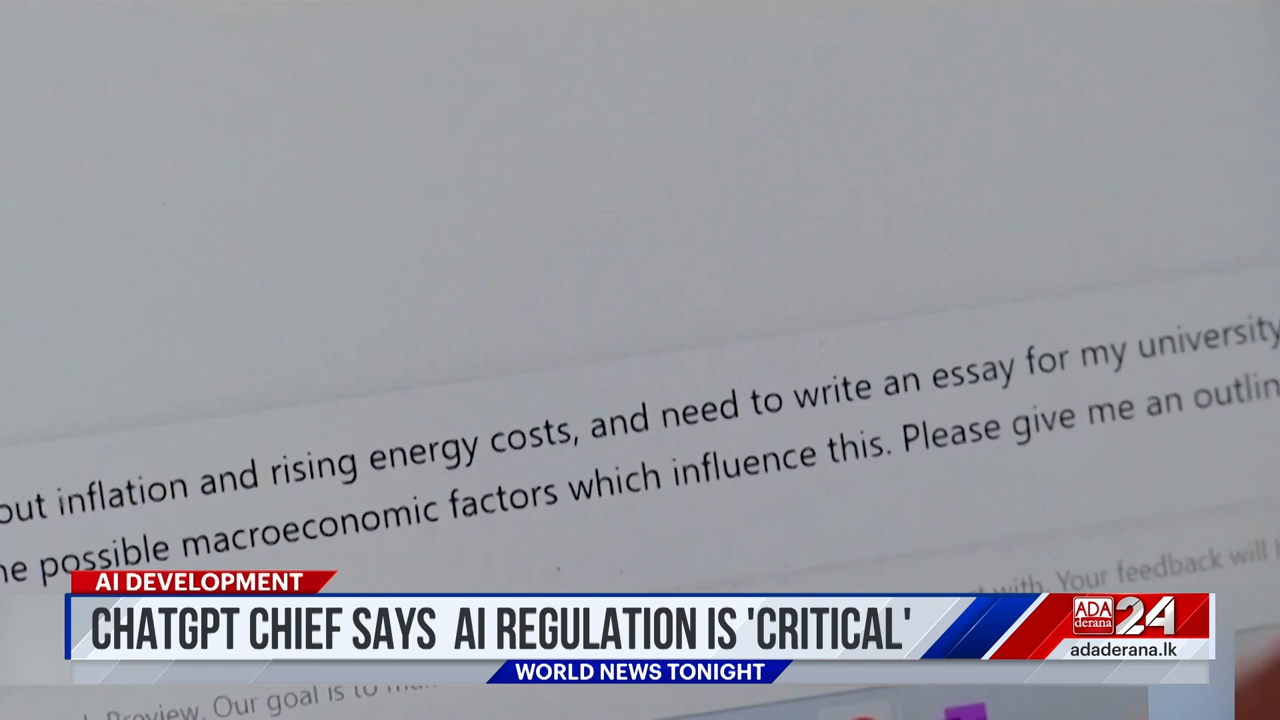 out inflation and rising energy costs, and need to write an essay for my university
he possible macroeconomic factors which influence this. Please give me an outlin
with. Your feedback will
AI DEVELOPMENT
CHATGPT CHIEF SAYS AI REGULATION IS 'CRITICAL'
ADA
derana
24
adaderana.lk
WORLD NEWS TONIGHT
Preview. Our goal is to